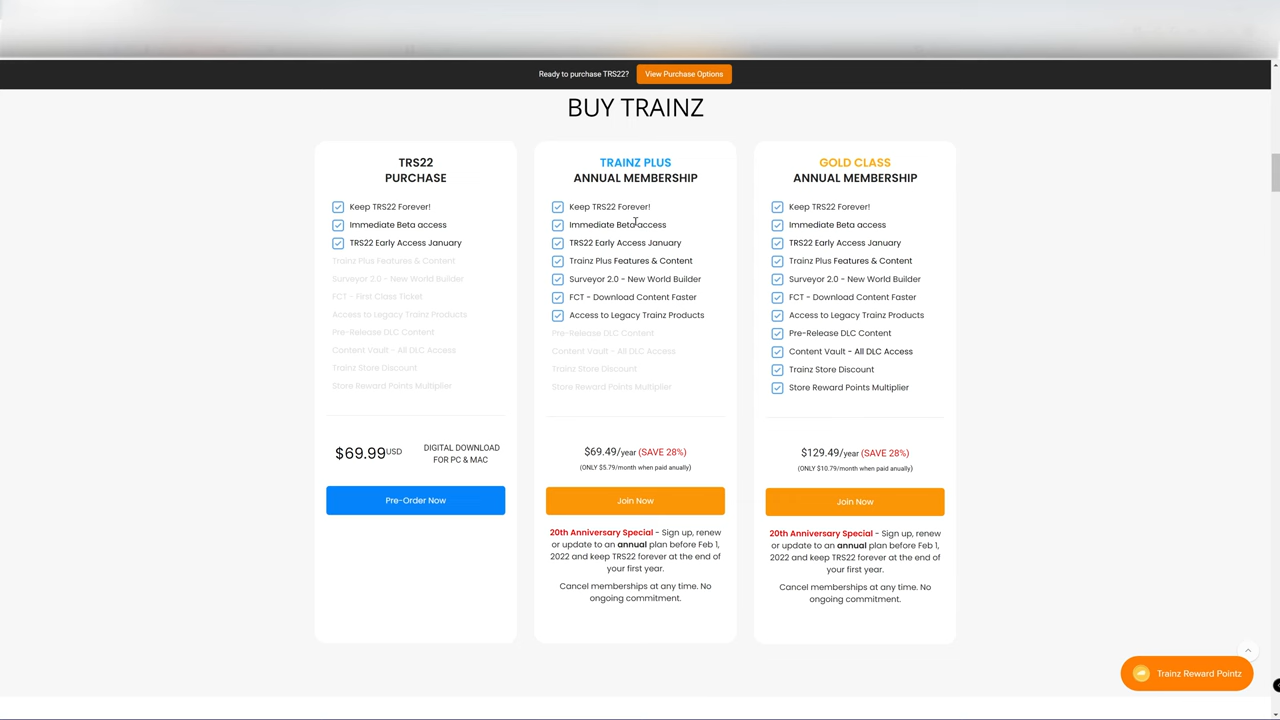 Ready to purchase TRS22?
View Purchase Options
BUY TRAINZ
TRS22
PURCHASE
Keep TRS22 Forever!
Immediate Beta access
TRS22 Early Access January
Trainz Plus Features & Content
Surveyor 2.0 - New World Builder
FCT - First Class Ticket
Access to Legacy Trainz Products
Pre-Release DLC Content
Content Vault - All DLC Access
Trainz Store Discount
Store Reward Points Multiplier
$69.99USD
DIGITAL DOWNLOAD
FOR PC & MAC
Pre-Order Now
TRAINZ PLUS
ANNUAL MEMBERSHIP
Keep TRS22 Forever!
Immediate Beta access
TRS22 Early Access January
Trainz Plus Features & Content
Surveyor 2.0 - New World Builder
FCT - Download Content Faster
Access to Legacy Trainz Products
Pre-Release DLC Content
Content Vault - All DLC Access
Trainz Store Discount
Store Reward Points Multiplier
$69.49/year (SAVE 28%)
(ONLY $5.79/month when paid anually)
Join Now
20th Anniversary Special - Sign up, renew
or update to an annual plan before Feb 1,
2022 and keep TRS22 forever at the end of
your first year.
Cancel memberships at any time. No
ongoing commitment.
GOLD CLASS
ANNUAL MEMBERSHIP
Keep TRS22 Forever!
Immediate Beta access
TRS22 Early Access January
Trainz Plus Features & Content
Surveyor 2.0 - New World Builder
FCT - Download Content Faster
Access to Legacy Trainz Products
Pre-Release DLC Content
Content Vault - All DLC Access
Trainz Store Discount
Store Reward Points Multiplier
$129.49/year (SAVE 28%)
(ONLY $10.79/month when paid anually)
Join Now
20th Anniversary Special - Sign up, renew
or update to an annual plan before Feb 1,
2022 and keep TRS22 forever at the end of
your first year.
Cancel memberships at any time. No
ongoing commitment.
Trainz Reward Pointz